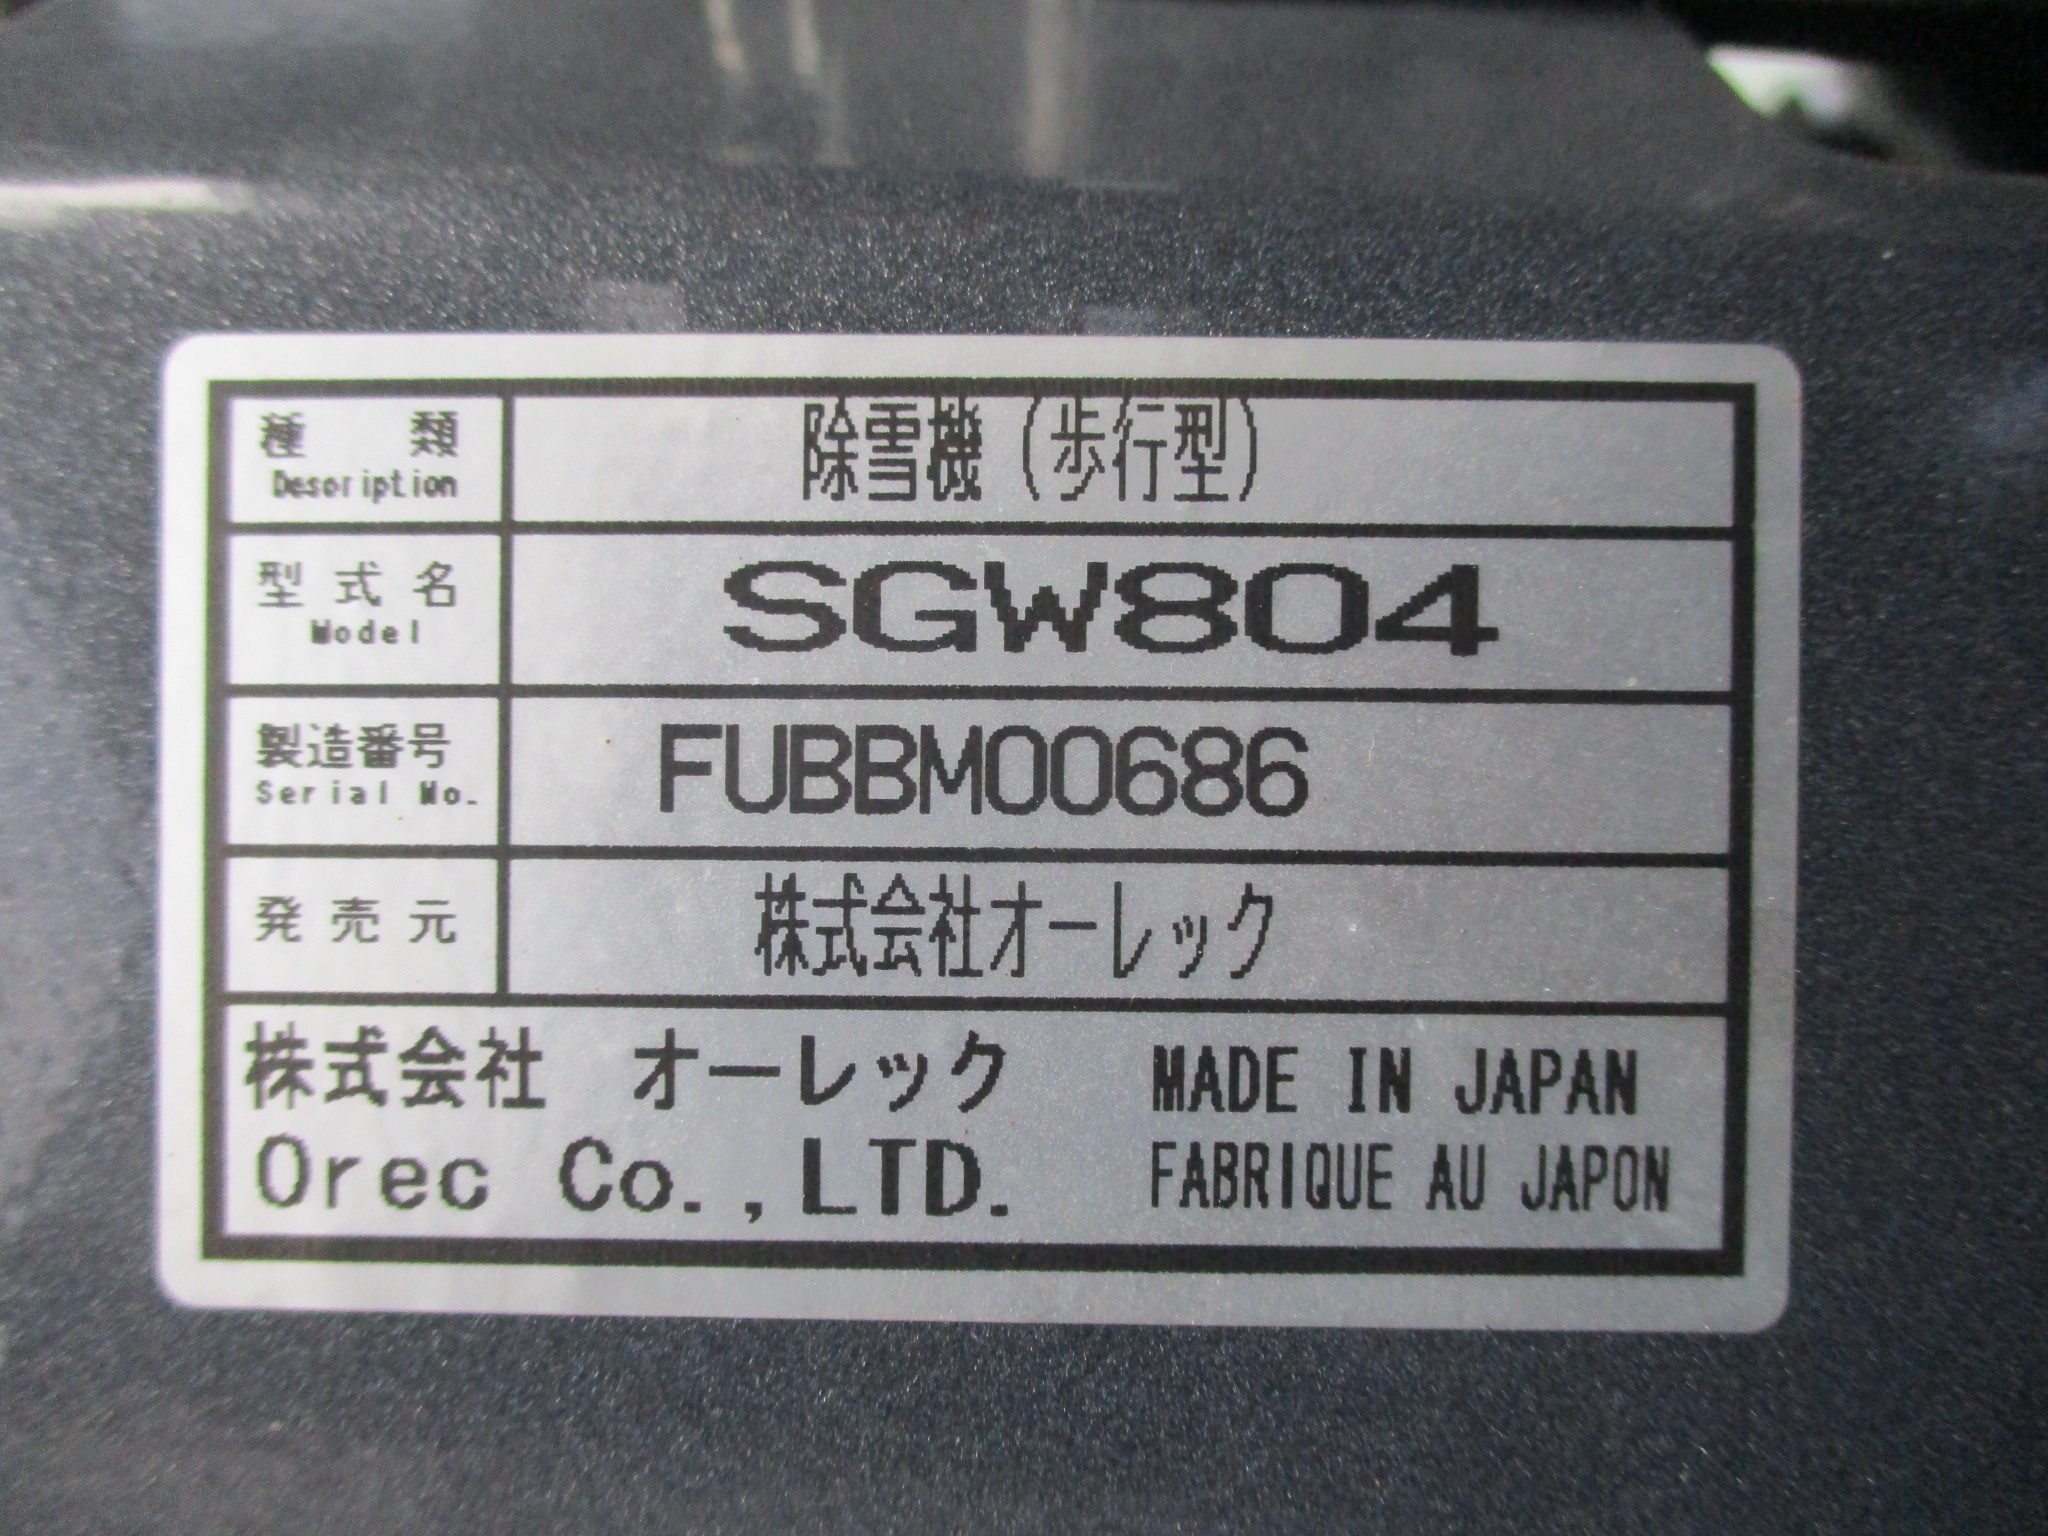 種類 除雪機(歩行型)
Description
型式名 SGW804
Model
製造番号 FUBBM00686
Serial No.
発売元 株式会社オーレック
株式会社 オーレック MADE IN JAPAN
Orec Co.,LTD. FABRIQUE AU JAPON